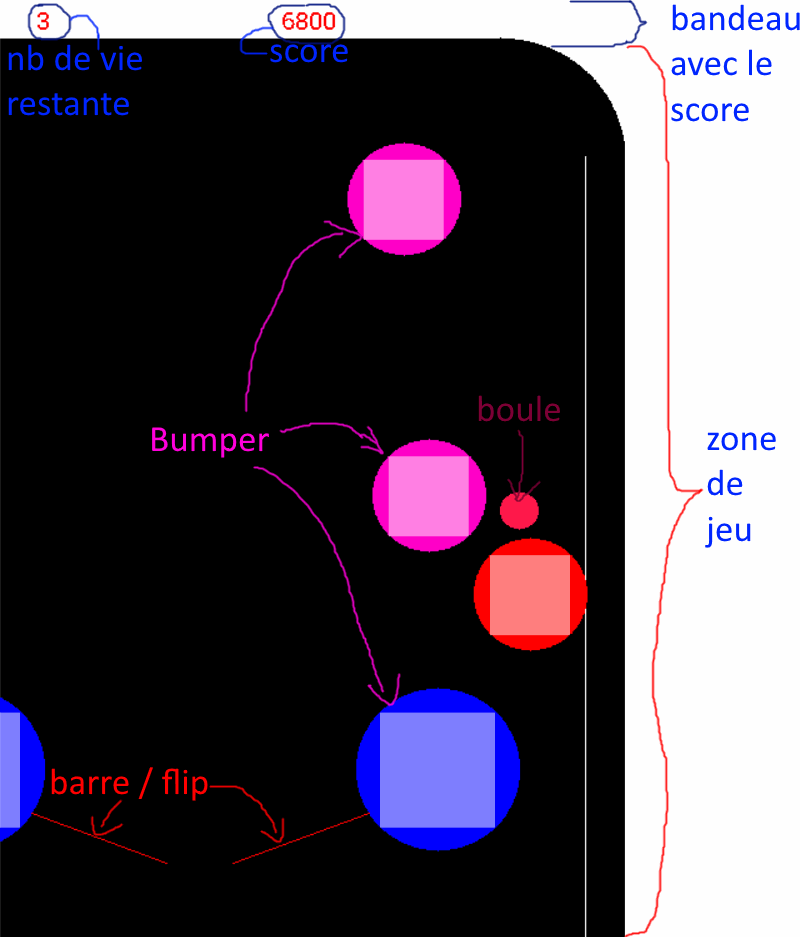 3
6800
nb de vie
restante
score
bandeau
avec le
score
boule
Bumper
zone
de
jeu
barre / flip